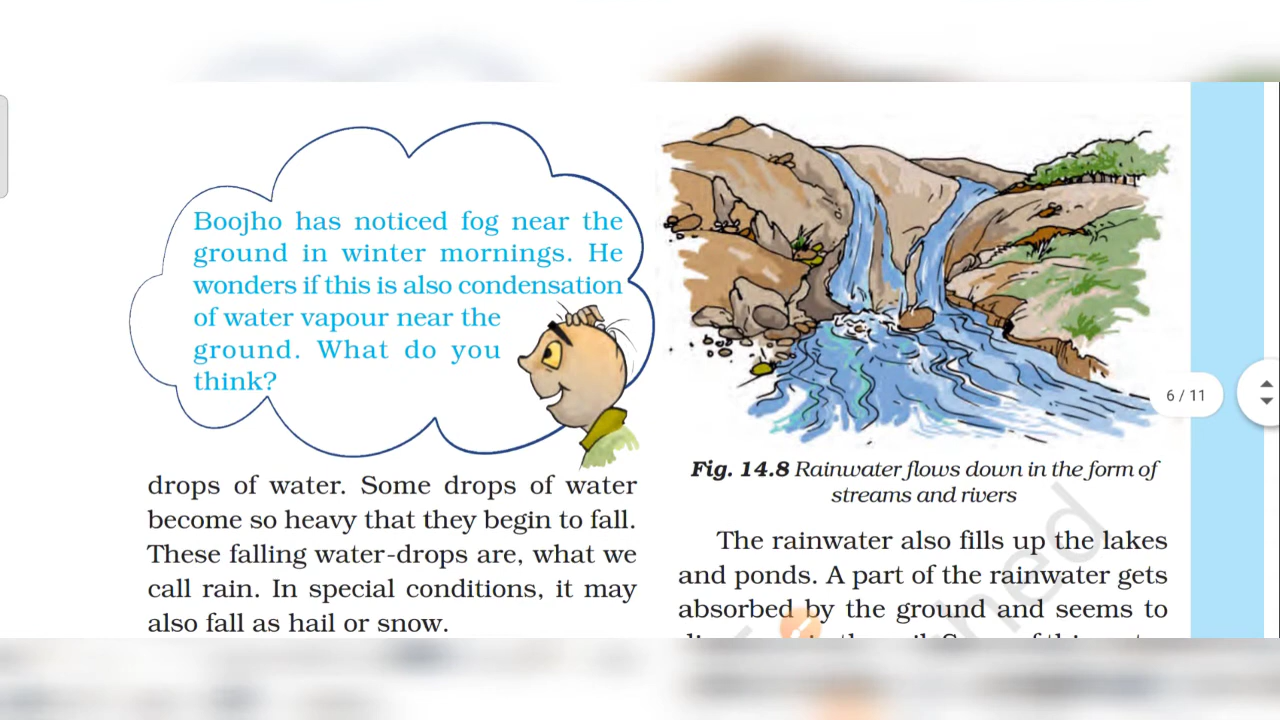 Boojho has noticed fog near the
ground in winter mornings. He
wonders if this is also condensation
of water vapour near the
ground. What do you
think?
drops of water. Some drops of water
become so heavy that they begin to fall.
These falling water-drops are, what we
call rain. In special conditions, it may
also fall as hail or snow.
Fig. 14.8 Rainwater flows down in the form of
streams and rivers
The rainwater also fills up the lakes
and ponds. A part of the rainwater gets
absorbed by the ground and seems to
6 / 11